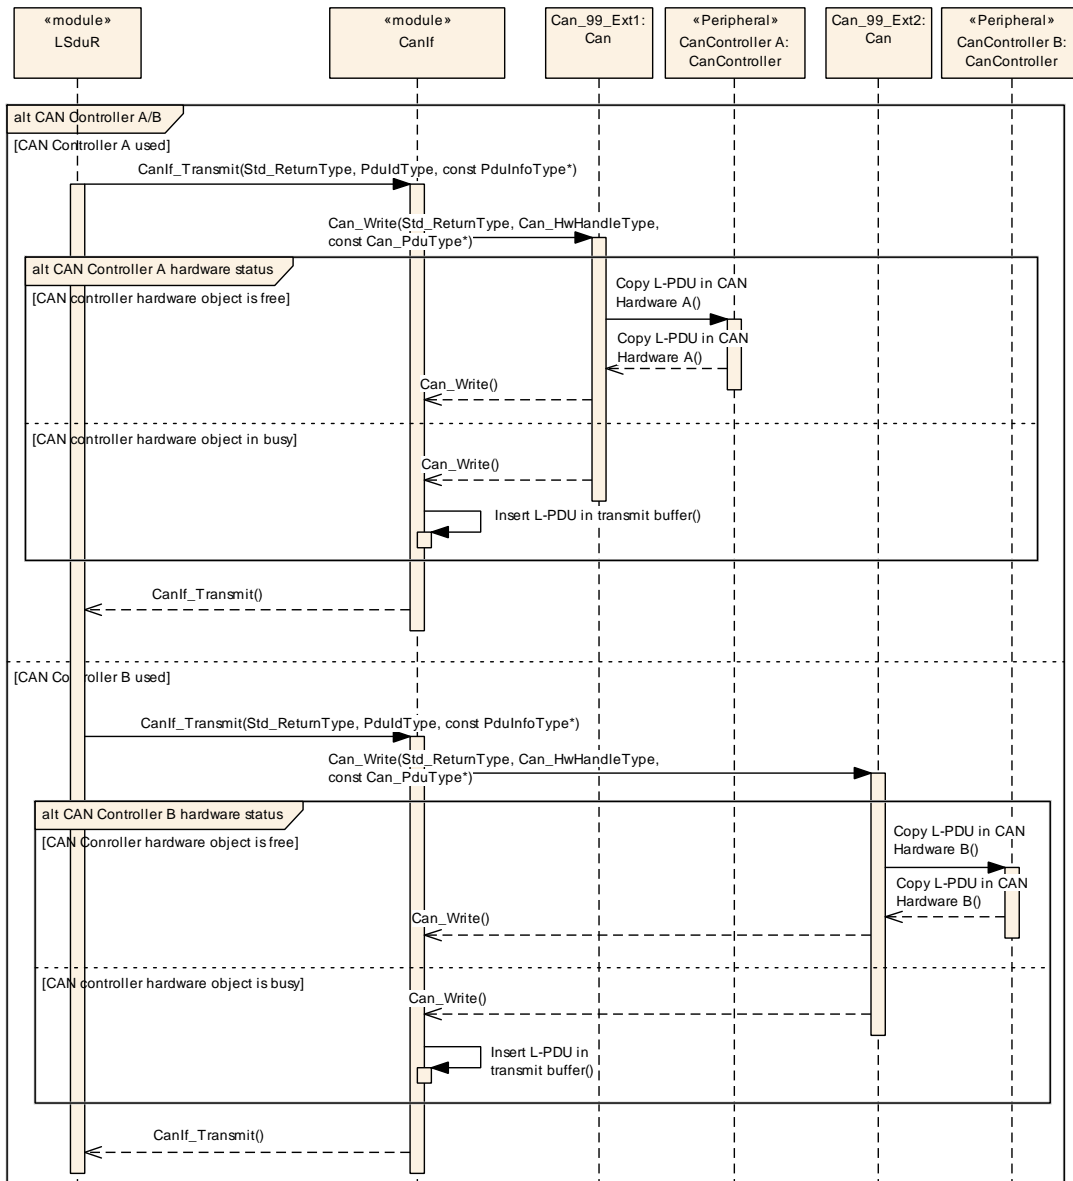 «module»
LSduR
«module»
CanIf
Can_99_Ext1:
Can
«Peripheral»
CanController A:
CanController
Can_99_Ext2:
Can
«Peripheral»
CanController B:
CanController
alt CAN Controller A/B
[CAN Controller A used]
CanIf_Transmit(Std_ReturnType, PduIdType, const PduInfoType*)
Can_Write(Std_ReturnType, Can_HwHandleType,
const Can_PduType*)
alt CAN Controller A hardware status
[CAN controller hardware object is free]
Copy L-PDU in CAN
Hardware A()
Copy L-PDU in CAN
Hardware A()
Can_Write()
[CAN controller hardware object in busy]
Can_Write()
Insert L-PDU in transmit buffer()
CanIf_Transmit()
[CAN Controller B used]
CanIf_Transmit(Std_ReturnType, PduIdType, const PduInfoType*)
Can_Write(Std_ReturnType, Can_HwHandleType,
const Can_PduType*)
alt CAN Controller B hardware status
[CAN Conroller hardware object is free]
Copy L-PDU in CAN
Hardware B()
Copy L-PDU in CAN
Hardware B()
Can_Write()
[CAN controller hardware object is busy]
Can_Write()
Insert L-PDU in
transmit buffer()
CanIf_Transmit()